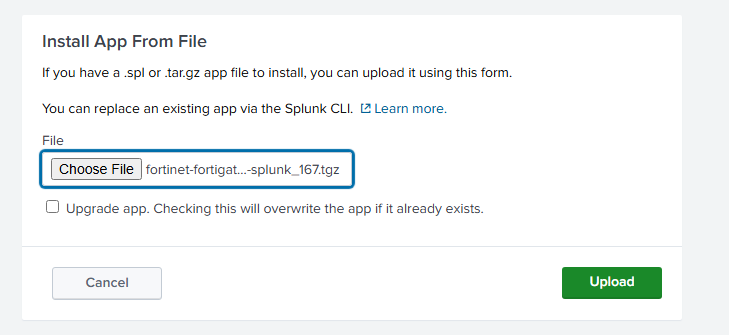 Install App From File
If you have a .spl or .tar.gz app file to install, you can upload it using this form.
You can replace an existing app via the Splunk CLI. Learn more.
File
Choose File fortinet-fortigat...-splunk_167.tgz
Upgrade app. Checking this will overwrite the app if it already exists.
Cancel Upload